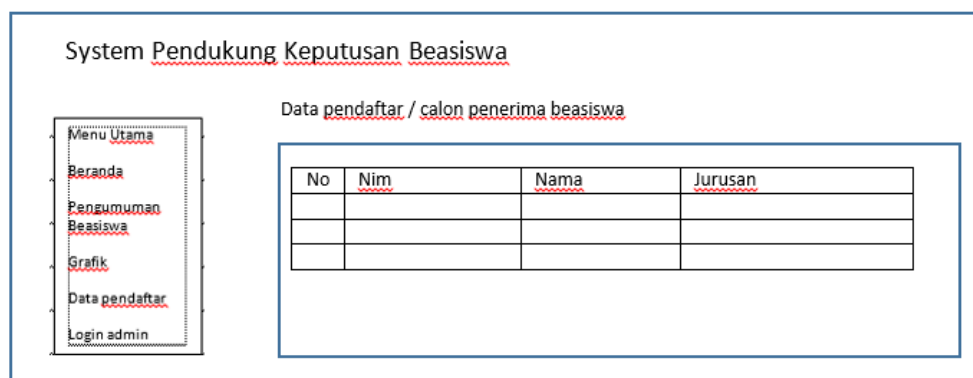 System Pendukung Keputusan Beasiswa
Data pendaftar / calon penerima beasiswa
Menu Utama
Beranda
Pengumuman
Beasiswa
Grafik
Data pendaftar
Login admin
No Nim Nama Jurusan